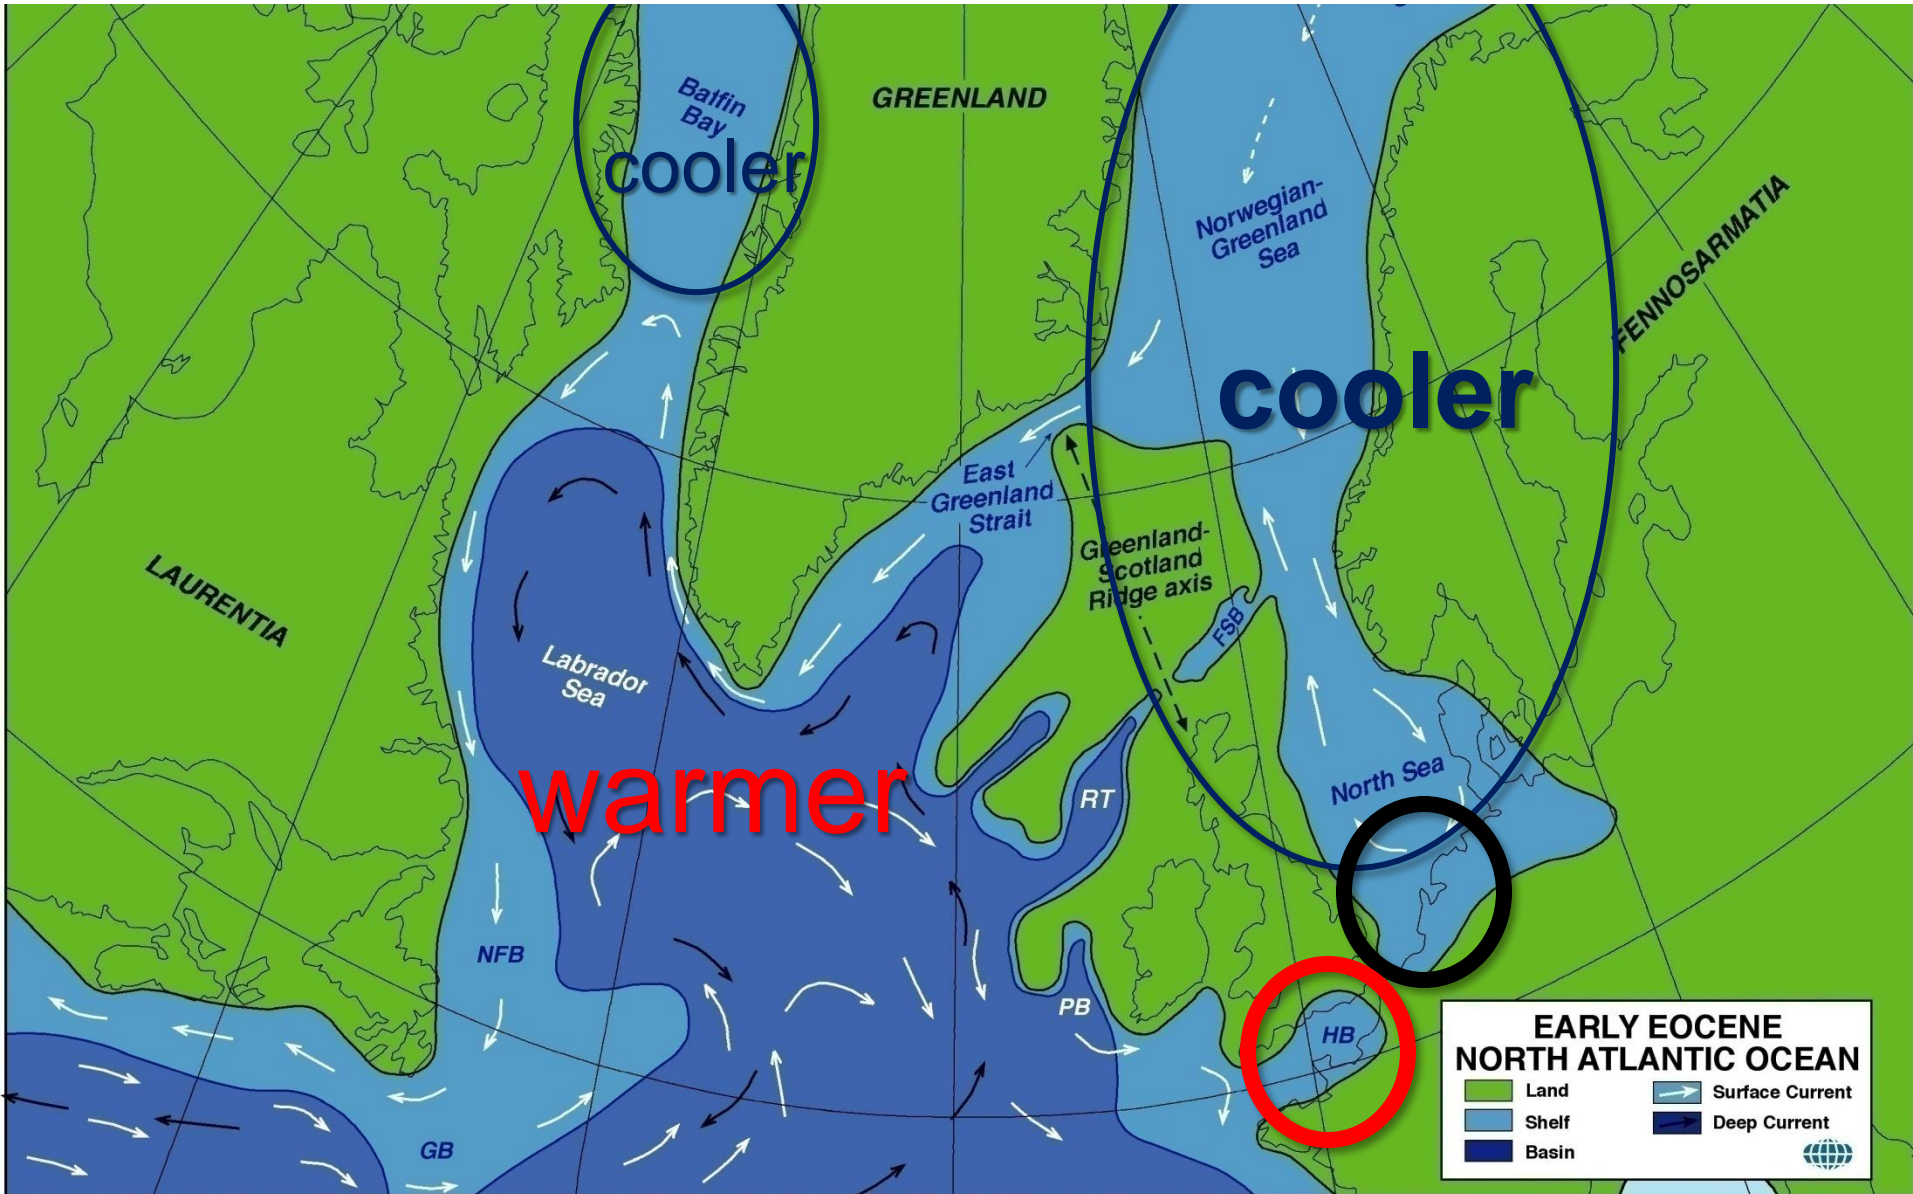 Baffin
Bay
cooler
GREENLAND
Norwegian-
Greenland
Sea
FENNOSARMATIA
cooler
East
Greenland
Strait
Greenland-
Scotland
Ridge axis
FSB
LAURENTIA
Labrador
Sea
warmer
RT
North Sea
NFB
PB
HB
GB
EARLY EOCENE
NORTH ATLANTIC OCEAN
Land
Shelf
Basin
Surface Current
Deep Current